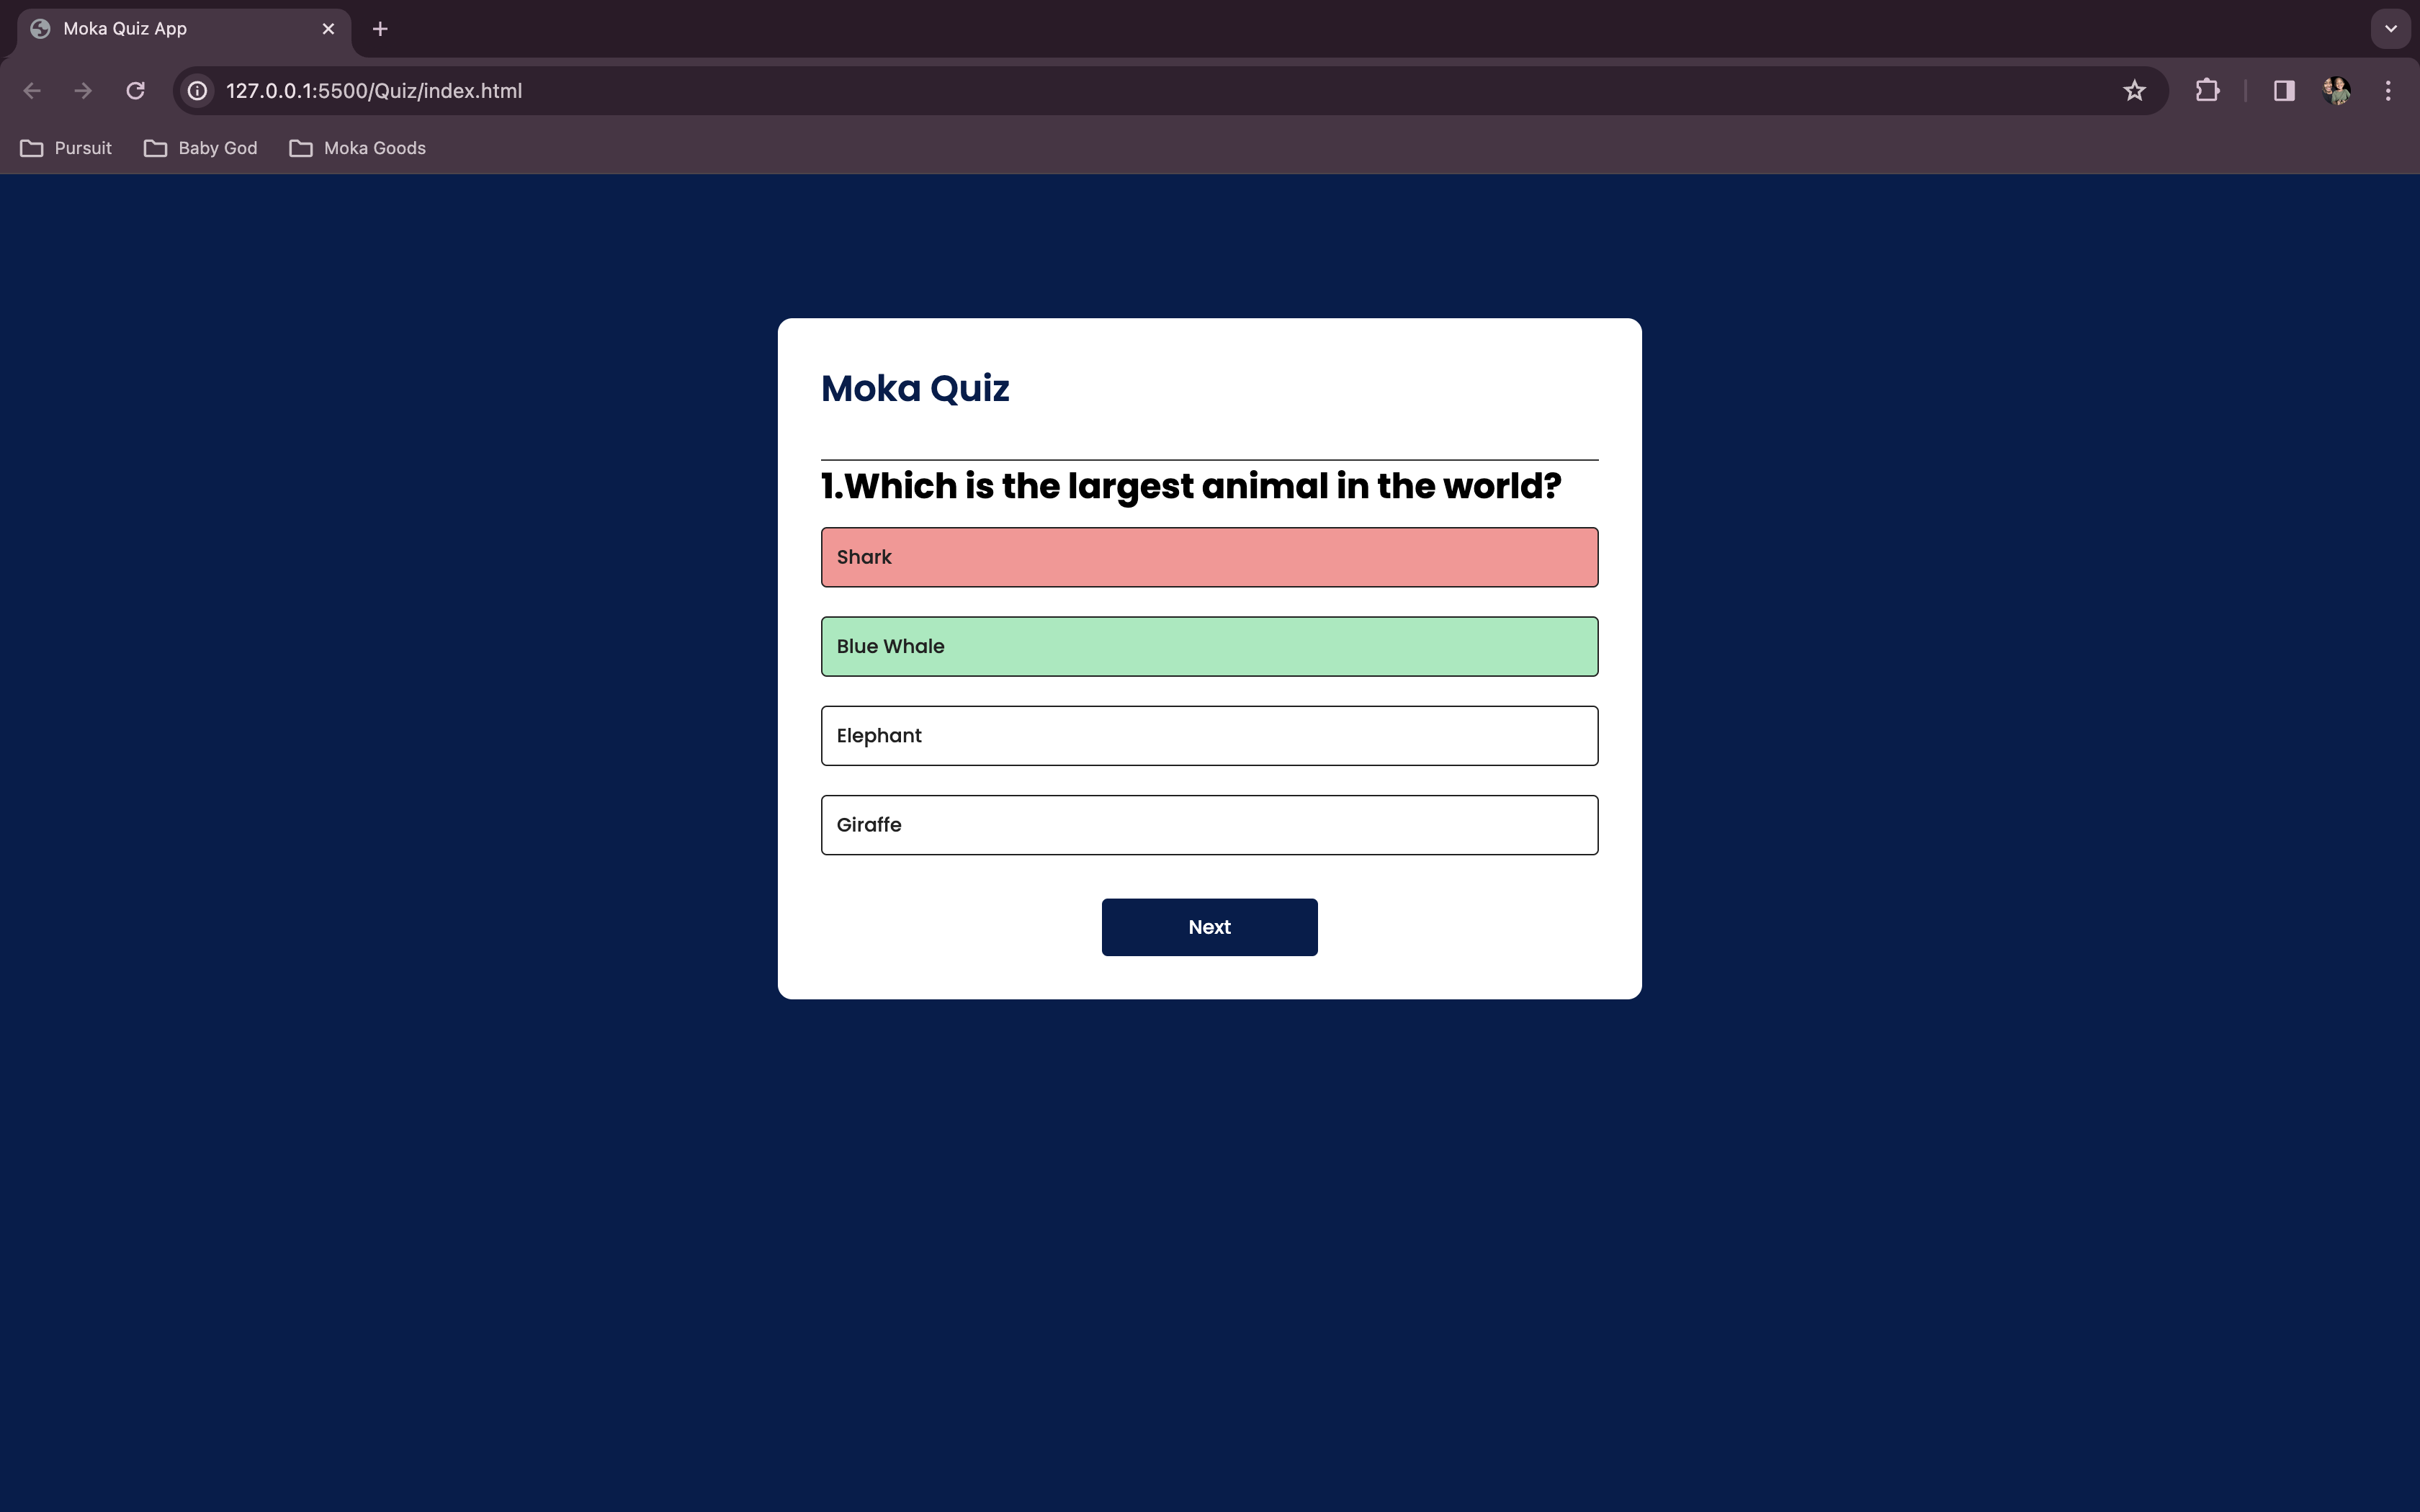 Moka Quiz App
127.0.0.1:5500/Quiz/index.html
Pursuit Baby God Moka Goods
Moka Quiz
1.Which is the largest animal in the world?
Shark
Blue Whale
Elephant
Giraffe
Next